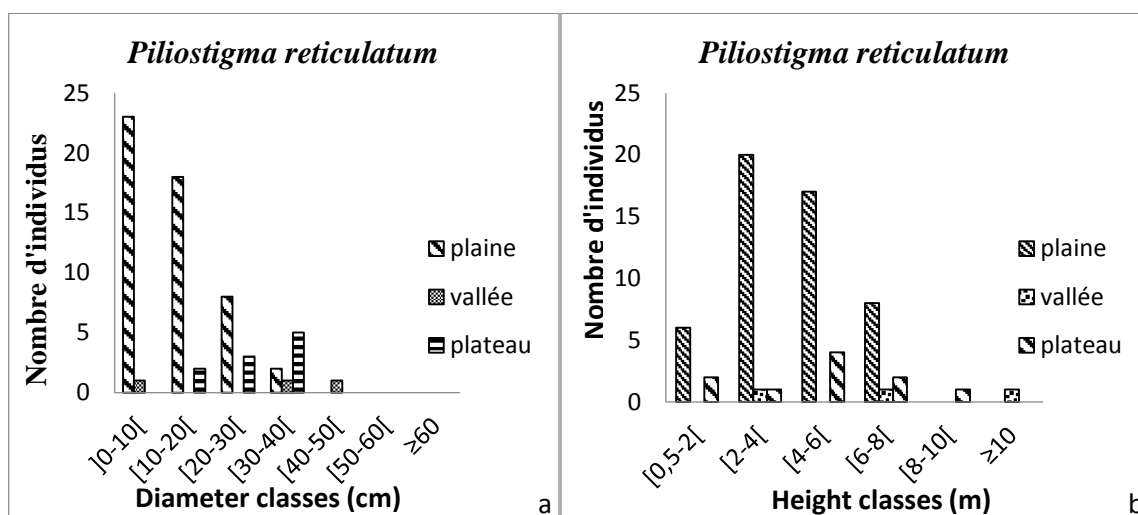 Piliostigma reticulatum
Nombre d'individus
25
20
15
10
5
0
]0-10[
[10-20[
[20-30[
[30-40[
[40-50[
[50-60[
≥60
Diameter classes (cm)
plaine
vallée
plateau
a
Piliostigma reticulatum
Nombre d'individus
25
20
15
10
5
0
[0,5-2[
[2-4[
[4-6[
[6-8[
[8-10[
≥10
Height classes (m)
plaine
vallée
plateau
b